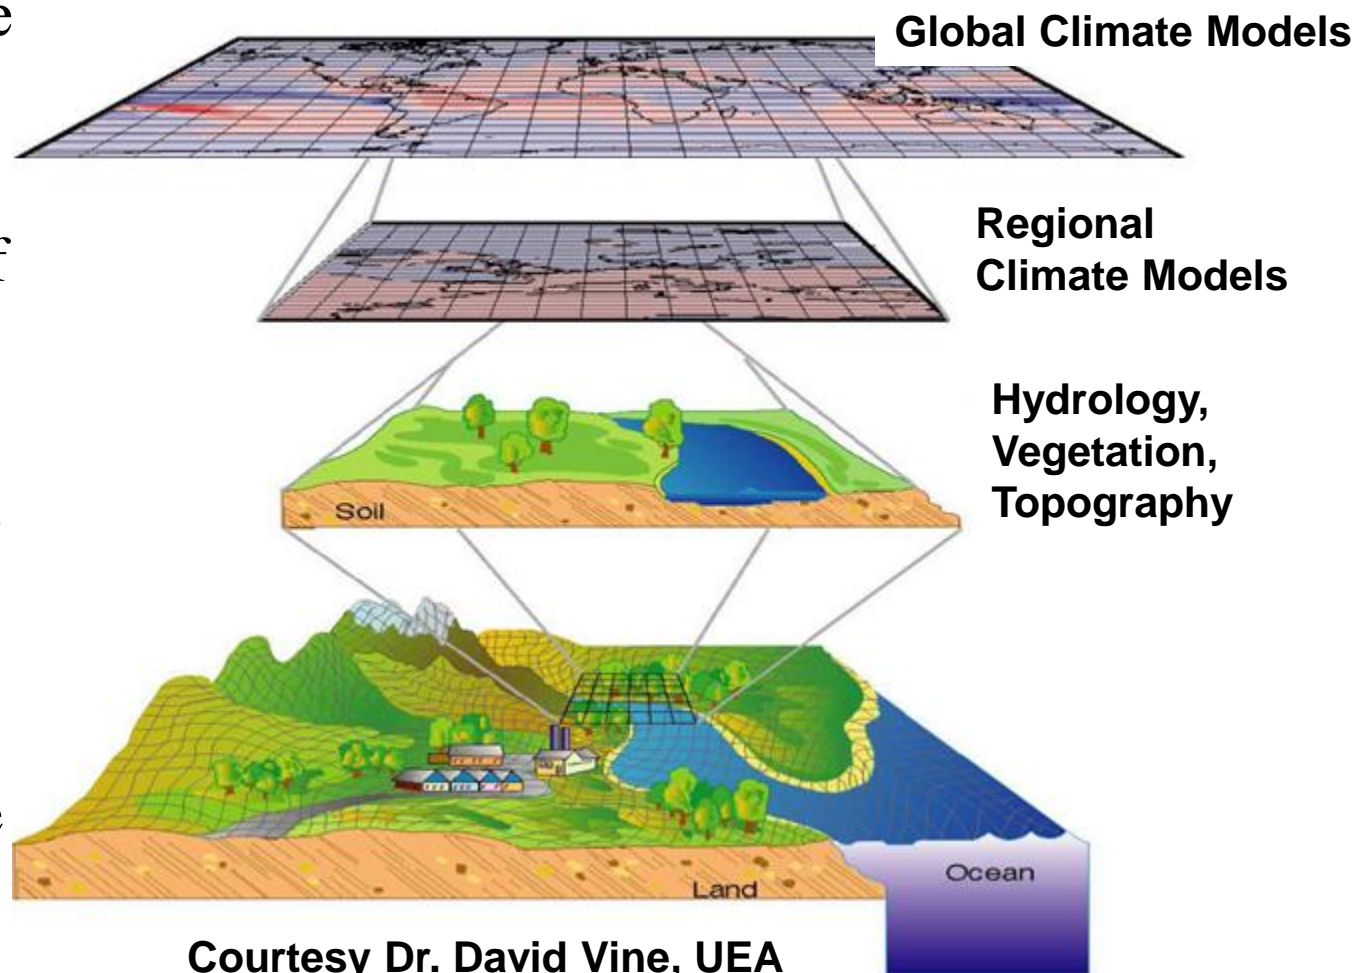 Global Climate Models
Regional
Climate Models
Hydrology,
Vegetation,
Topography
Soil
Land
Ocean
Courtesy Dr. David Vine, UEA